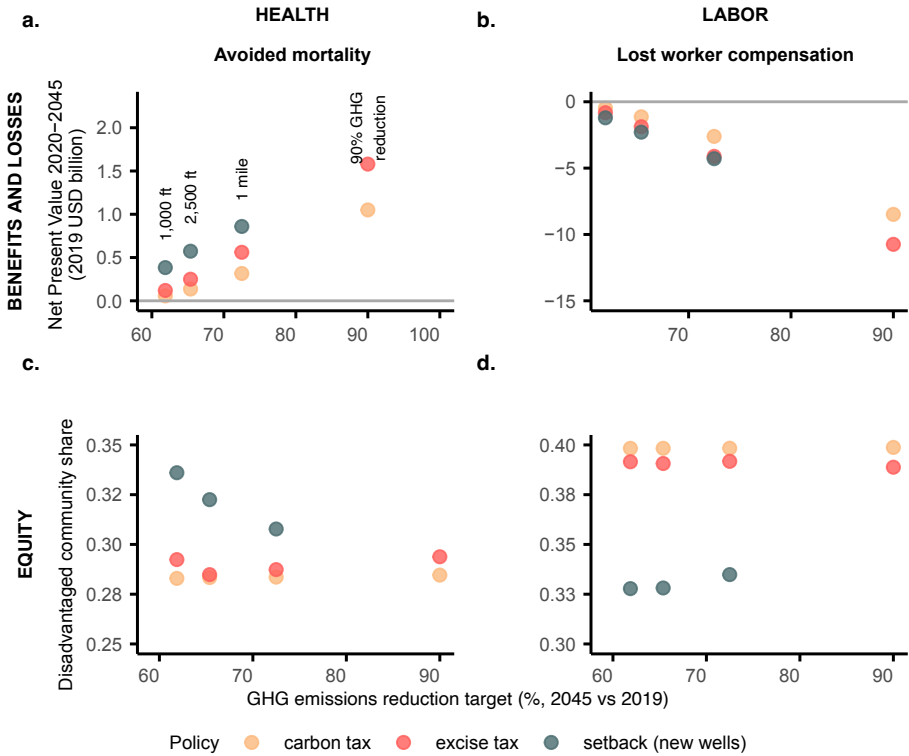 a.
HEALTH
b.
LABOR
Avoided mortality
Lost worker compensation
BENEFITS AND LOSSES
Net Present Value 2020−2045
(2019 USD billion)
2.0
1.5
1.0
0.5
0.0
1,000 ft
2,500 ft
1 mile
90% GHG
reduction
60
70
80
90
100
0
−5
−10
−15
70
80
90
c.
d.
EQUITY
Disadvantaged community share
0.35
0.32
0.30
0.28
0.25
60
70
80
90
0.40
0.38
0.35
0.33
0.30
60
70
80
90
GHG emissions reduction target (%, 2045 vs 2019)
Policy
carbon tax
excise tax
setback (new wells)